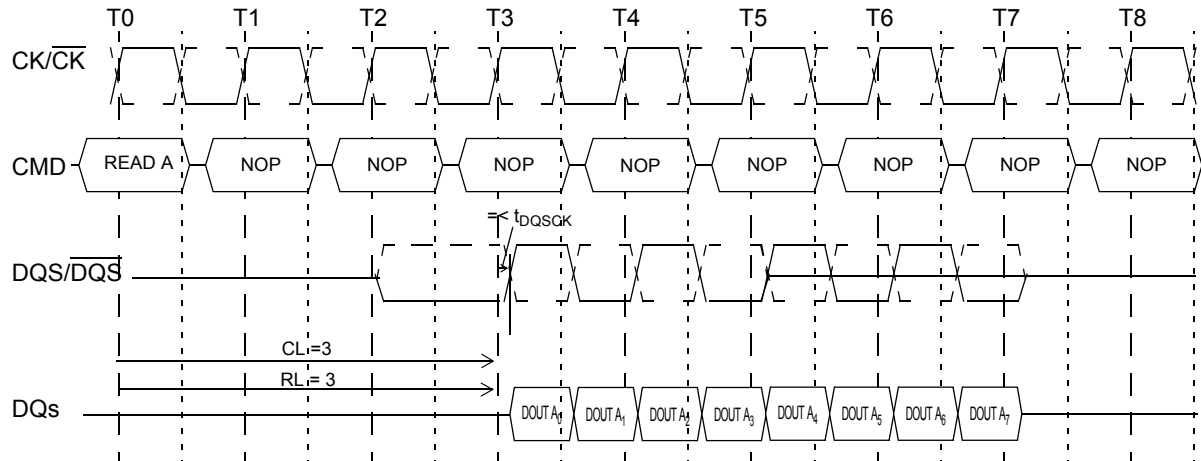 T0 T1 T2 T3 T4 T5 T6 T7 T8
CK/C̅K̅
CMD READ A NOP NOP NOP NOP NOP NOP NOP NOP
=< tDQSCK
DQS/D̅Q̅S̅
CL =3
RL = 3
DQs DOUT A0 DOUT A1 DOUT A2 DOUT A3 DOUT A4 DOUT A5 DOUT A6 DOUT A7